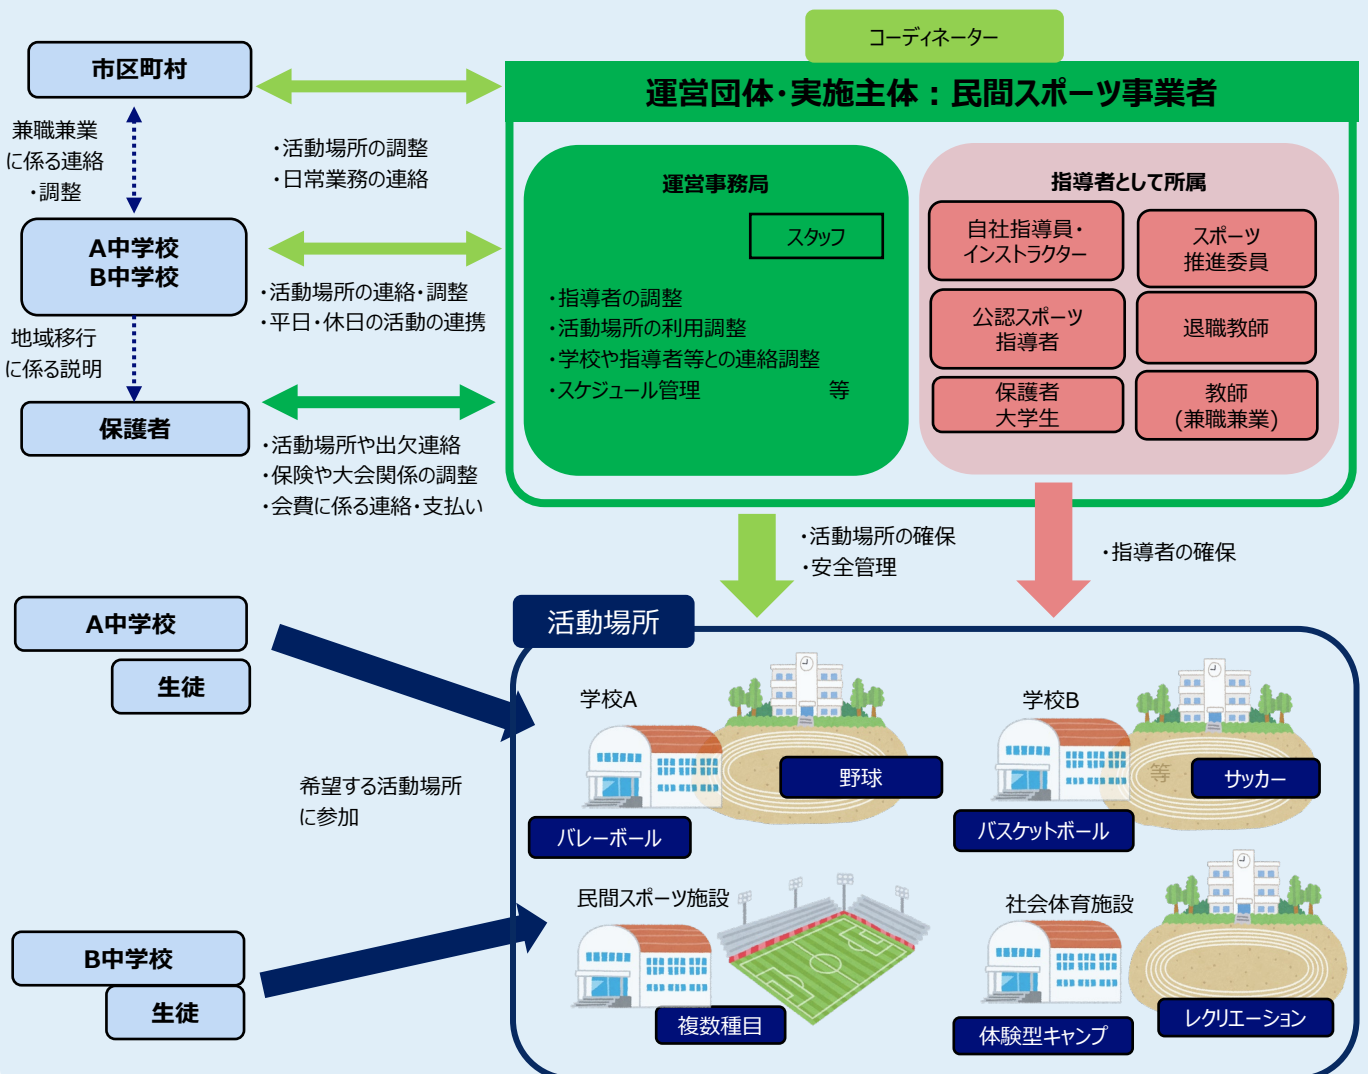 コーディネーター
運営団体・実施主体：民間スポーツ事業者
市区町村
兼職兼業
に係る連絡
・調整
・活動場所の調整
・日常業務の連絡
A中学校
B中学校
・活動場所の連絡・調整
・平日・休日の活動の連携
地域移行
に係る説明
保護者
・活動場所や出欠連絡
・保険や大会関係の調整
・会費に係る連絡・支払い
運営事務局
スタッフ
・指導者の調整
・活動場所の利用調整
・学校や指導者等との連絡調整
・スケジュール管理　　　　　　等
指導者として所属
自社指導員・
インストラクター
スポーツ
推進委員
公認スポーツ
指導者
退職教師
保護者
大学生
教師
(兼職兼業)
・活動場所の確保
・安全管理
・指導者の確保
A中学校
生徒
希望する活動場所
に参加
B中学校
生徒
活動場所
学校A
野球
バレーボール
学校B
等
サッカー
バスケットボール
民間スポーツ施設
複数種目
社会体育施設
レクリエーション
体験型キャンプ